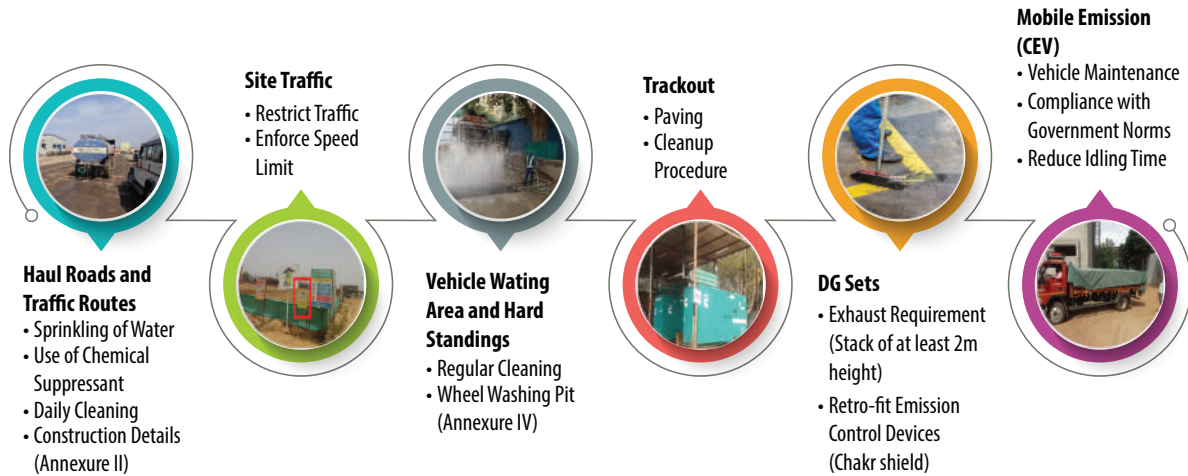 Haul Roads and
Traffic Routes
• Sprinkling of Water
• Use of Chemical
Suppressant
• Daily Cleaning
• Construction Details
(Annexure II)
Site Traffic
• Restrict Traffic
• Enforce Speed
Limit
Vehicle Wating
Area and Hard
Standings
• Regular Cleaning
• Wheel Washing Pit
(Annexure IV)
Trackout
• Paving
• Cleanup
Procedure
DG Sets
• Exhaust Requirement
(Stack of at least 2m
height)
• Retro-fit Emission
Control Devices
(Chakr shield)
Mobile Emission
(CEV)
• Vehicle Maintenance
• Compliance with
Government Norms
• Reduce Idling Time